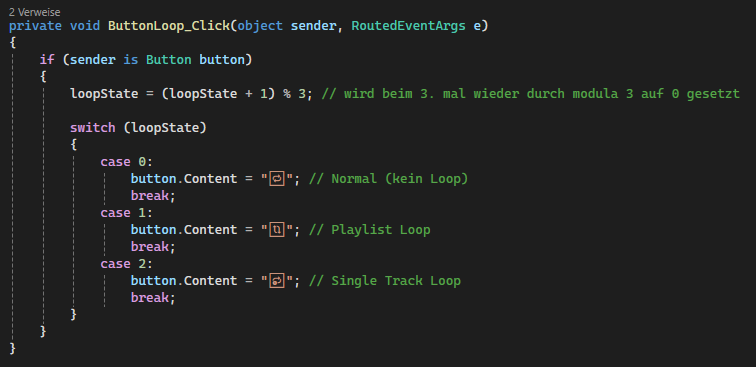 2 Verweise
private void ButtonLoop_Click(object sender, RoutedEventArgs e)
{
if (sender is Button button)
{
loopState = (loopState + 1) % 3; // wird beim 3. mal wieder durch modula 3 auf 0 gesetzt
switch (loopState)
{
case 0:
button.Content = "🔁"; // Normal (kein Loop)
break;
case 1:
button.Content = "🔃"; // Playlist Loop
break;
case 2:
button.Content = "🔂"; // Single Track Loop
break;
}
}
}